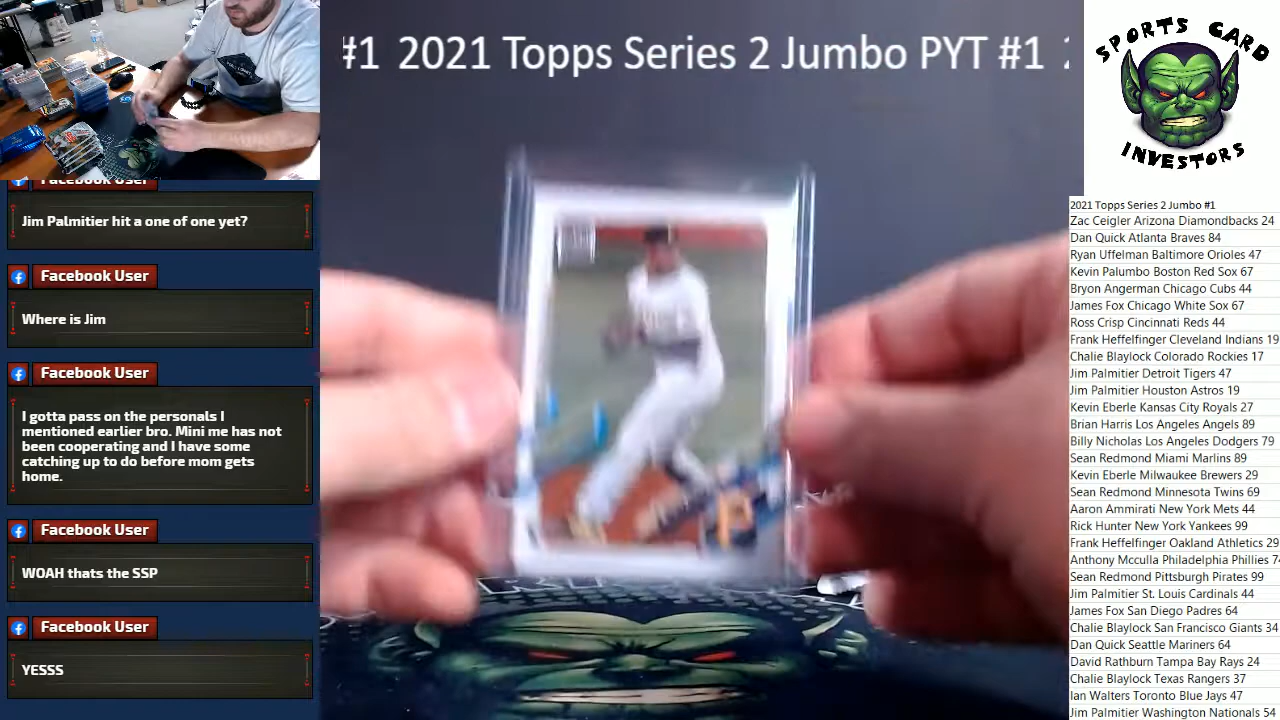 #1 2021 Topps Series 2 Jumbo PYT #1
SPORTS CARD
INVESTORS
Facebook User
Jim Palmitier hit a one of one yet?
Facebook User
Where is Jim
Facebook User
I gotta pass on the personals I
mentioned earlier bro. Mini me has not
been cooperating and I have some
catching up to do before mom gets
home.
Facebook User
WOAH thats the SSP
Facebook User
YESSS
2021 Topps Series 2 Jumbo #1
Zac Ceigler Arizona Diamondbacks 24
Dan Quick Atlanta Braves 84
Ryan Uffelman Baltimore Orioles 47
Kevin Palumbo Boston Red Sox 67
Bryon Angerman Chicago Cubs 44
James Fox Chicago White Sox 67
Ross Crisp Cincinnati Reds 44
Frank Heffelfinger Cleveland Indians 19
Chalie Blaylock Colorado Rockies 17
Jim Palmitier Detroit Tigers 47
Jim Palmitier Houston Astros 19
Kevin Eberle Kansas City Royals 27
Brian Harris Los Angeles Angels 89
Billy Nicholas Los Angeles Dodgers 79
Sean Redmond Miami Marlins 89
Kevin Eberle Milwaukee Brewers 29
Sean Redmond Minnesota Twins 69
Aaron Ammirati New York Mets 44
Rick Hunter New York Yankees 99
Frank Heffelfinger Oakland Athletics 29
Anthony Mcculla Philadelphia Phillies 74
Sean Redmond Pittsburgh Pirates 99
Jim Palmitier St. Louis Cardinals 44
James Fox San Diego Padres 64
Chalie Blaylock San Francisco Giants 34
Dan Quick Seattle Mariners 64
David Rathburn Tampa Bay Rays 24
Chalie Blaylock Texas Rangers 37
Ian Walters Toronto Blue Jays 47
Jim Palmitier Washington Nationals 54